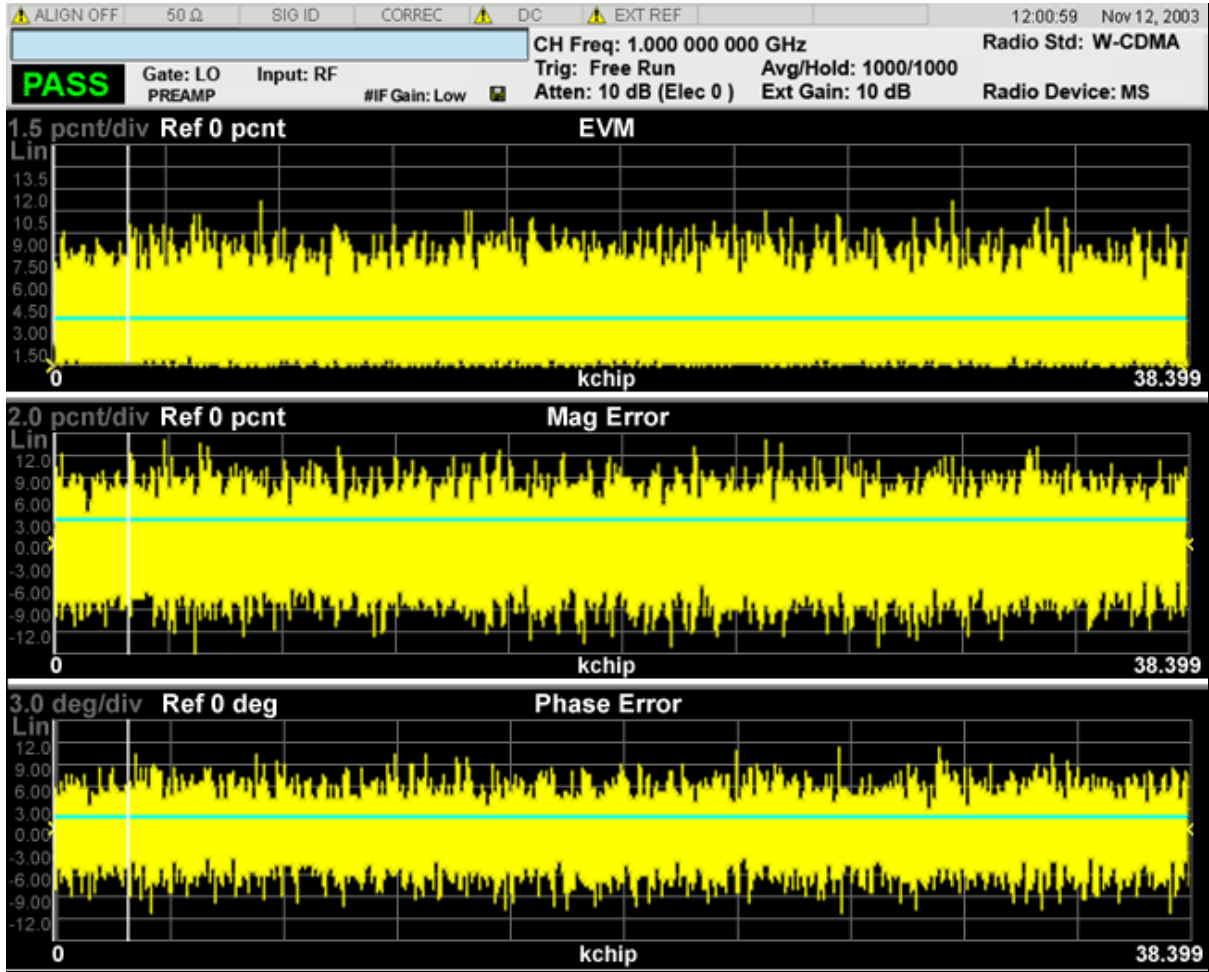 ALIGN OFF 50 Ω SIG ID CORREC DC EXT REF 12:00:59 Nov 12, 2003
CH Freq: 1.000 000 000 GHz Radio Std: W-CDMA
PASS Gate: LO Input: RF Trig: Free Run Avg/Hold: 1000/1000
PREAMP #IF Gain: Low Atten: 10 dB (Elec 0 ) Ext Gain: 10 dB Radio Device: MS
1.5 pcnt/div Ref 0 pcnt EVM
Lin
13.5
12.0
10.5
9.00
7.50
6.00
4.50
3.00
1.50
0 kchip 38.399
2.0 pcnt/div Ref 0 pcnt Mag Error
Lin
12.0
9.00
6.00
3.00
0.00
-3.00
-6.00
-9.00
-12.0
0 kchip 38.399
3.0 deg/div Ref 0 deg Phase Error
Lin
12.0
9.00
6.00
3.00
0.00
-3.00
-6.00
-9.00
-12.0
0 kchip 38.399